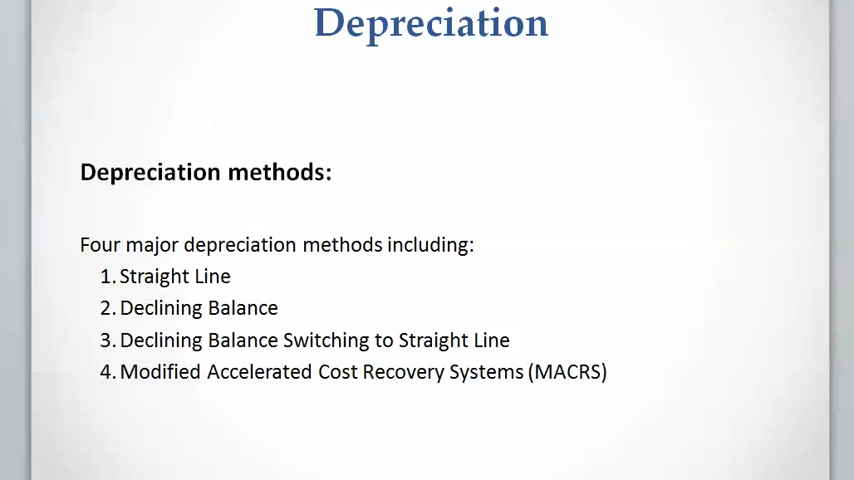 Depreciation
Depreciation methods:
Four major depreciation methods including:
1. Straight Line
2. Declining Balance
3. Declining Balance Switching to Straight Line
4. Modified Accelerated Cost Recovery Systems (MACRS)